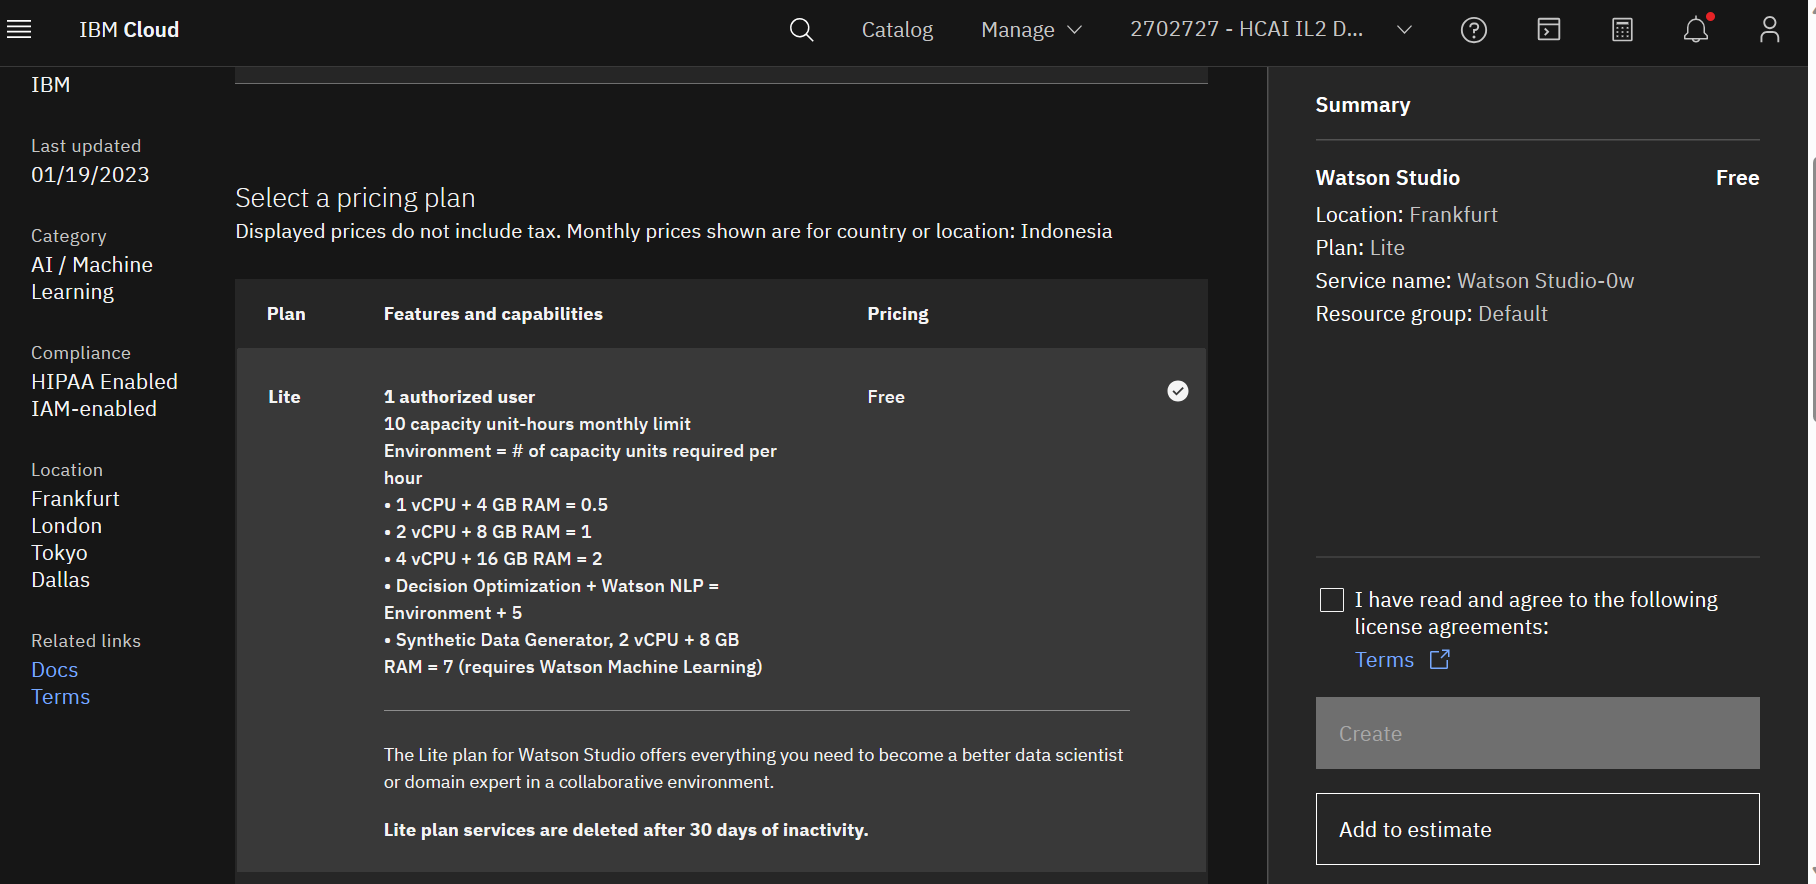 IBM Cloud
Catalog
Manage
2702727 - HCAI IL2 D...
IBM
Last updated
01/19/2023
Category
AI / Machine
Learning
Compliance
HIPAA Enabled
IAM-enabled
Location
Frankfurt
London
Tokyo
Dallas
Related links
Docs
Terms
Select a pricing plan
Displayed prices do not include tax. Monthly prices shown are for country or location: Indonesia
Plan
Features and capabilities
Pricing
Lite
1 authorized user
10 capacity unit-hours monthly limit
Environment = # of capacity units required per
hour
• 1 vCPU + 4 GB RAM = 0.5
• 2 vCPU + 8 GB RAM = 1
• 4 vCPU + 16 GB RAM = 2
• Decision Optimization + Watson NLP =
Environment + 5
• Synthetic Data Generator, 2 vCPU + 8 GB
RAM = 7 (requires Watson Machine Learning)
Free
The Lite plan for Watson Studio offers everything you need to become a better data scientist
or domain expert in a collaborative environment.
Lite plan services are deleted after 30 days of inactivity.
Summary
Watson Studio
Free
Location: Frankfurt
Plan: Lite
Service name: Watson Studio-0w
Resource group: Default
I have read and agree to the following
license agreements:
Terms
Create
Add to estimate